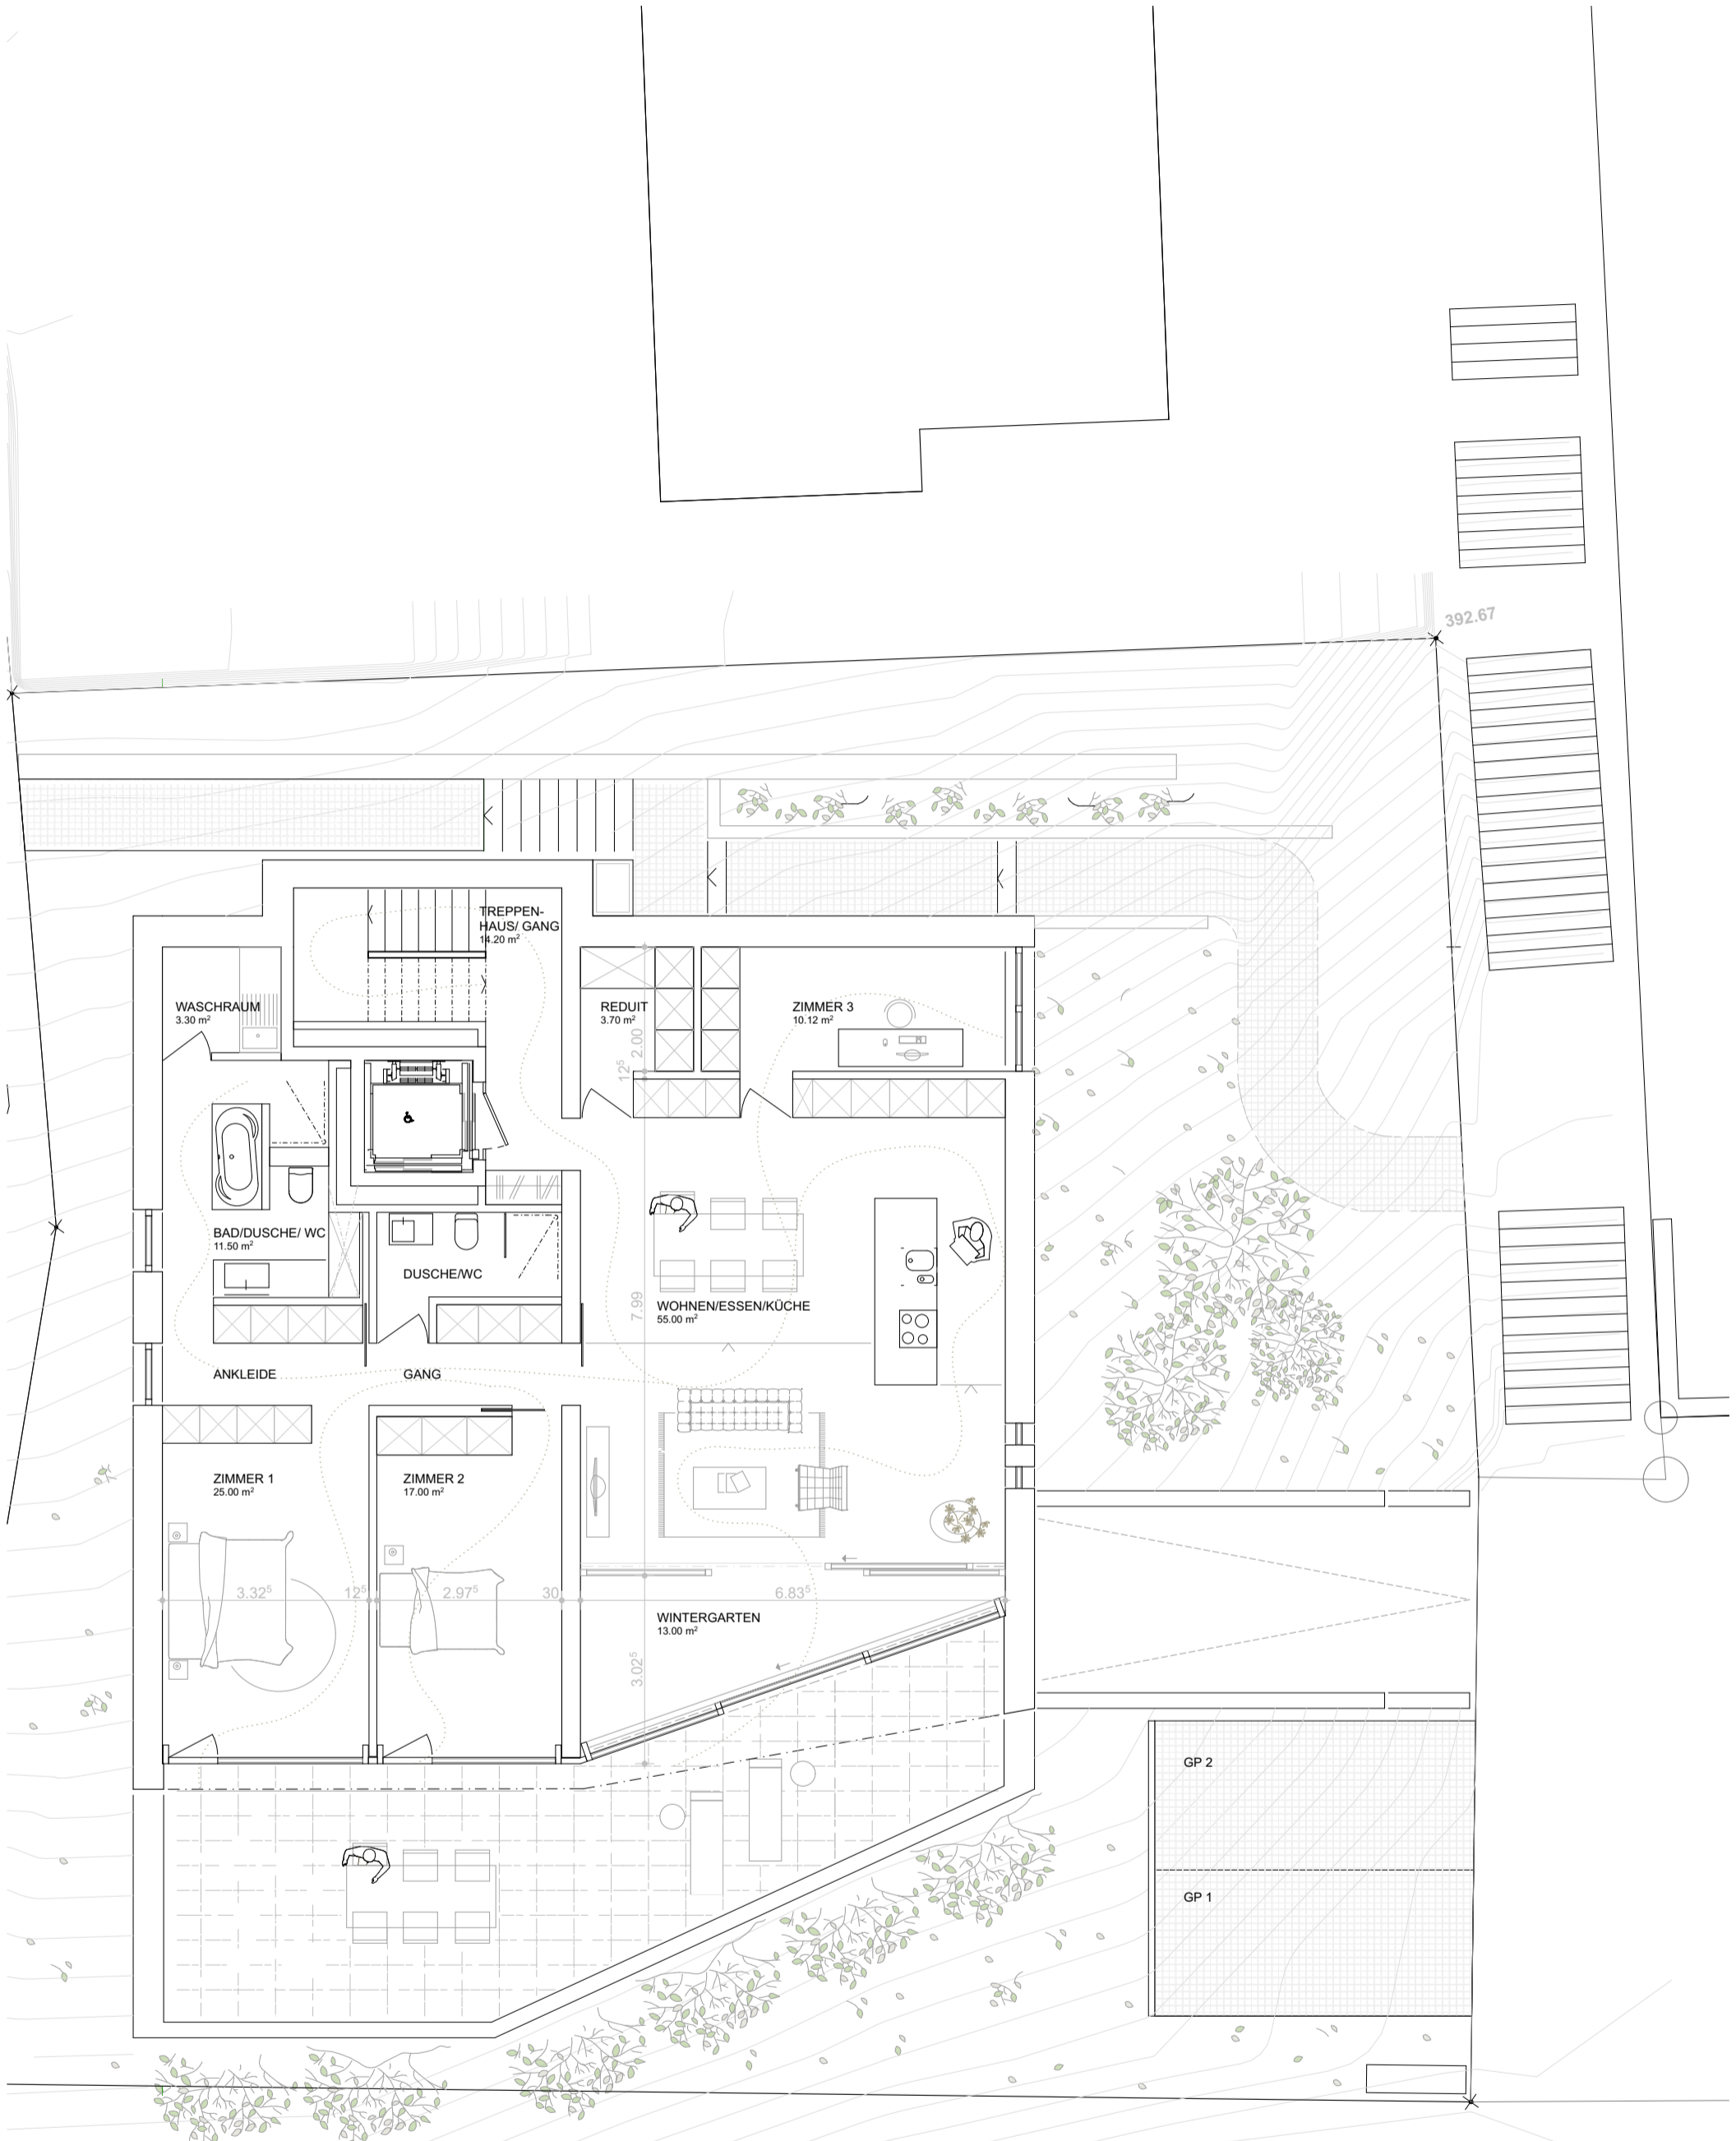 392.67
TREPPEN-
HAUS/ GANG
14.20 m²
WASCHRAUM
3.30 m²
REDUIT
3.70 m²
ZIMMER 3
10.12 m²
2.00
12⁵
BAD/DUSCHE/ WC
11.50 m²
DUSCHE/WC
7.99
WOHNEN/ESSEN/KÜCHE
55.00 m²
ANKLEIDE
GANG
ZIMMER 1
25.00 m²
ZIMMER 2
17.00 m²
3.32⁵
12⁵
2.97⁵
30
6.83⁵
WINTERGARTEN
13.00 m²
3.02⁵
GP 2
GP 1